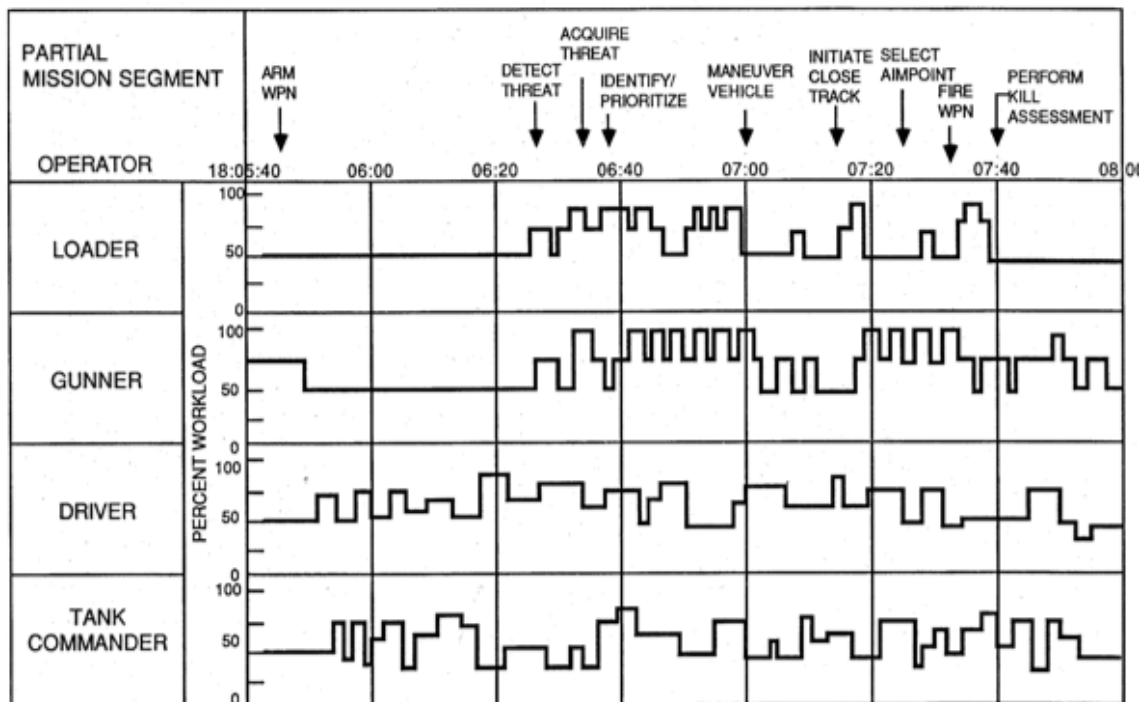 PARTIAL
MISSION SEGMENT
ARM
WPN
DETECT
THREAT
ACQUIRE
THREAT
IDENTIFY/
PRIORITIZE
MANEUVER
VEHICLE
INITIATE
CLOSE
TRACK
SELECT
AIMPOINT
FIRE
WPN
PERFORM
KILL
ASSESSMENT
OPERATOR
18:05:40 06:00 06:20 06:40 07:00 07:20 07:40 08:00
PERCENT WORKLOAD
LOADER
100
50
0
GUNNER
100
50
0
DRIVER
100
50
0
TANK
COMMANDER
100
50
0